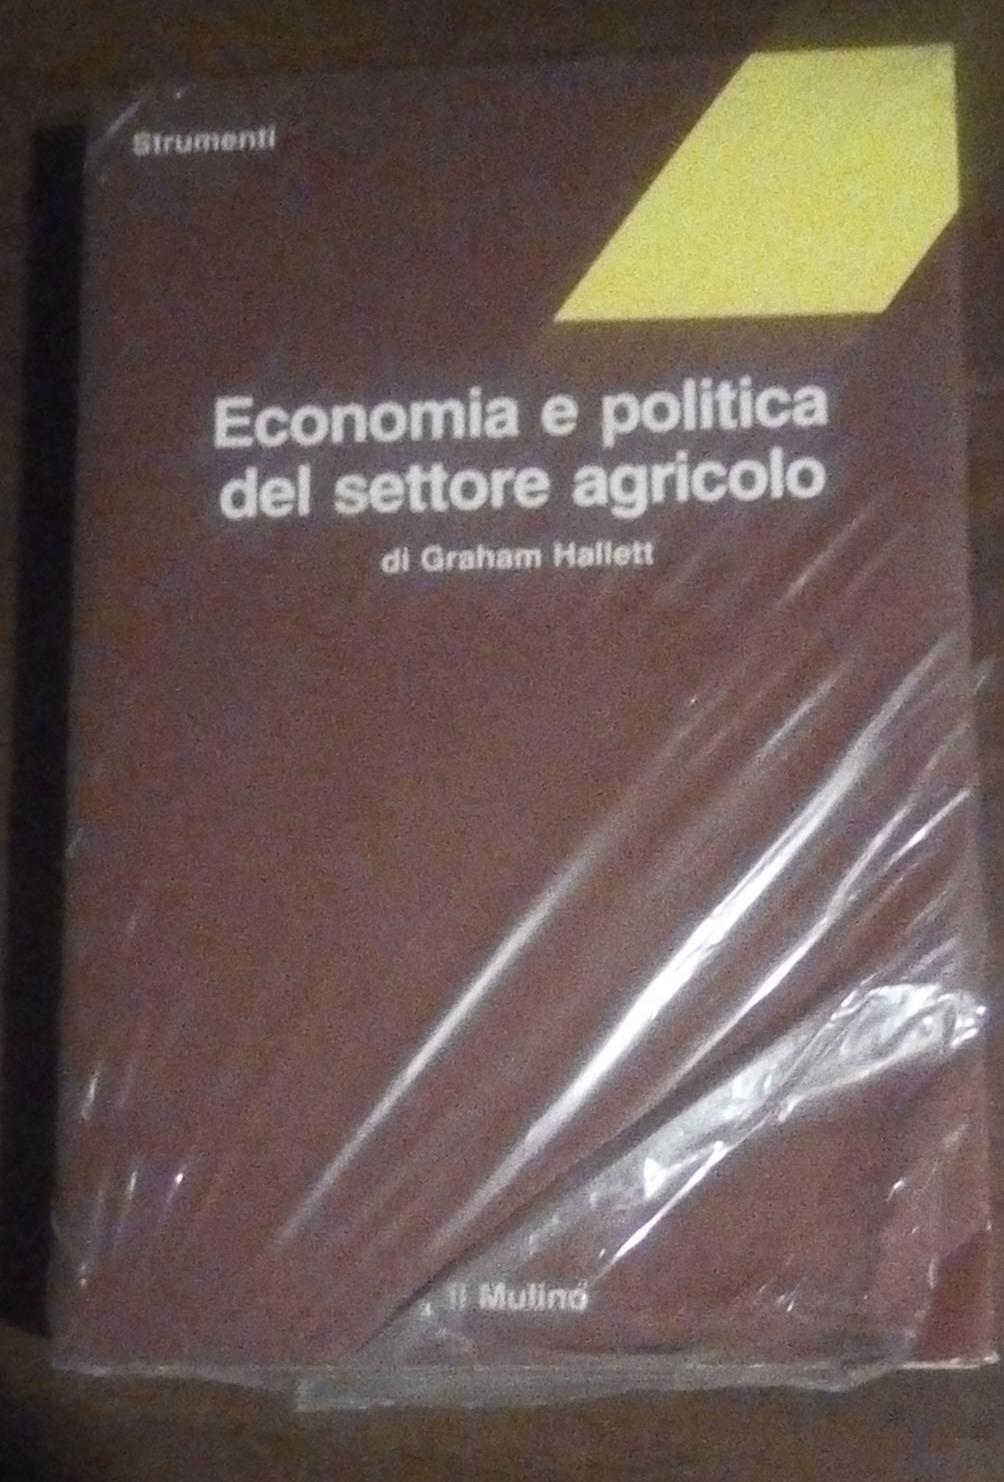 Strumenti
Economia e politica
del settore agricolo
di Graham Hallett
Il Mulino